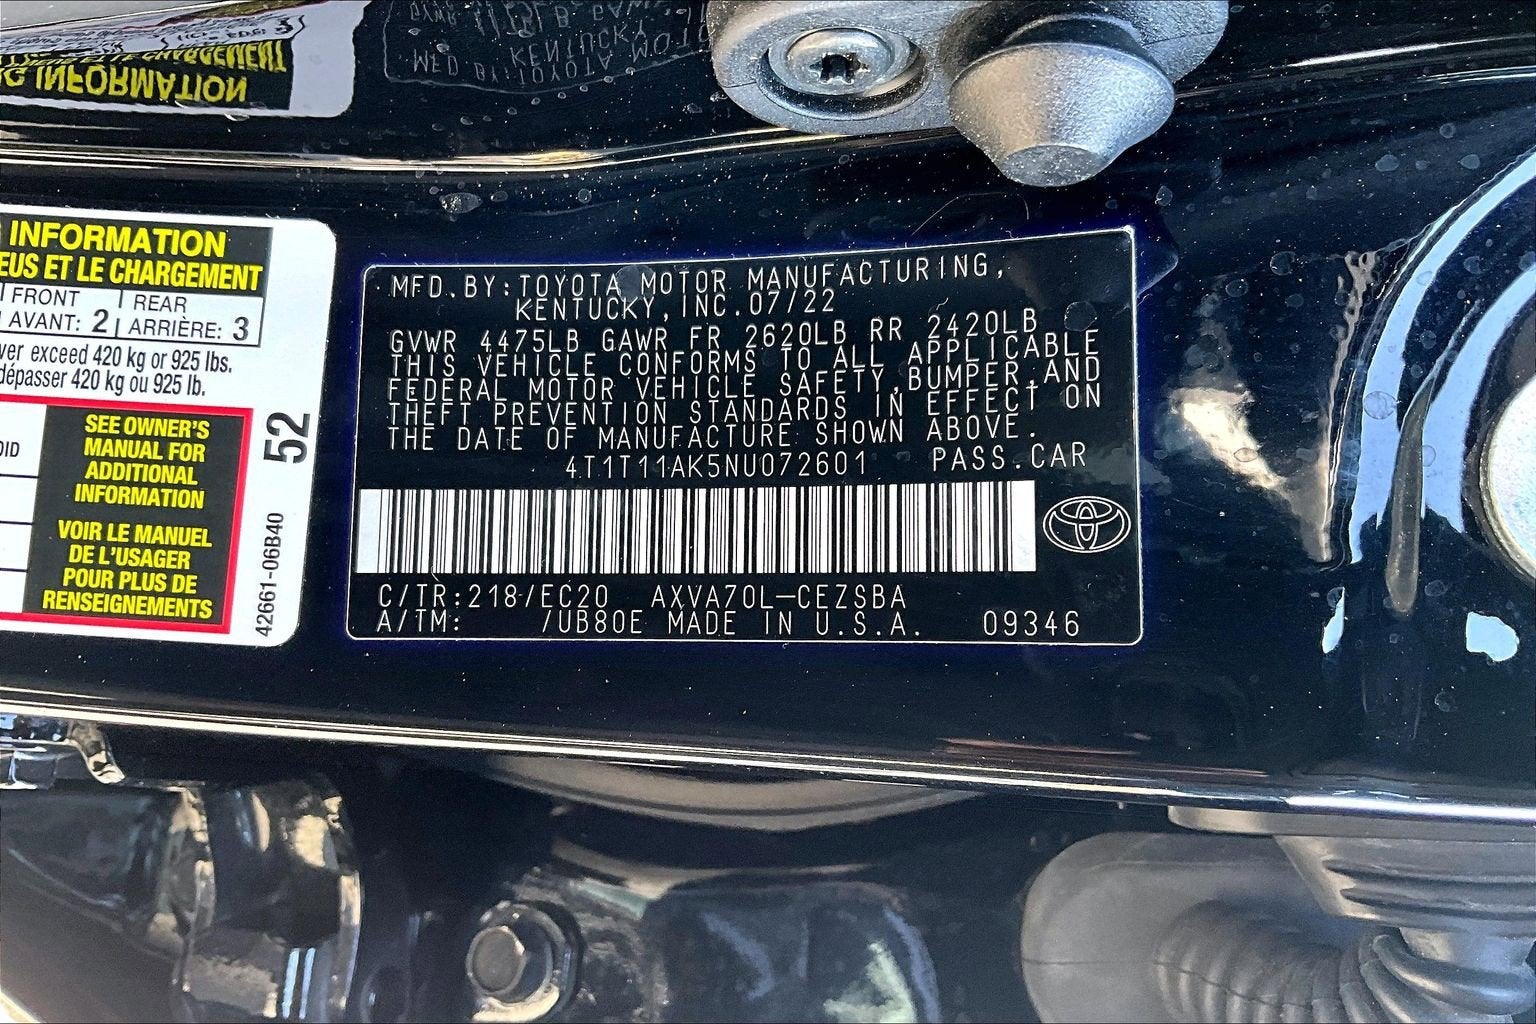 INFORMATION
EUS ET LE CHARGEMENT
FRONT REAR
AVANT: 2 ARRIÈRE: 3
ver exceed 420 kg or 925 lbs.
dépasser 420 kg ou 925 lb.
SEE OWNER'S
MANUAL FOR
ADDITIONAL
INFORMATION
VOIR LE MANUEL
DE L'USAGER
POUR PLUS DE
RENSEIGNEMENTS
52
42661-06B40
MFD.BY:TOYOTA MOTOR MANUFACTURING,
KENTUCKY,INC.07/22
GVWR 4475LB GAWR FR 2620LB RR 2420LB
THIS VEHICLE CONFORMS TO ALL APPLICABLE
FEDERAL MOTOR VEHICLE SAFETY,BUMPER,AND
THEFT PREVENTION STANDARDS IN EFFECT ON
THE DATE OF MANUFACTURE SHOWN ABOVE.
4T1T11AK5NU072601 PASS.CAR
C/TR:218/EC20 AXVA70L-CEZSBA
A/TM: /UB80E MADE IN U.S.A. 09346